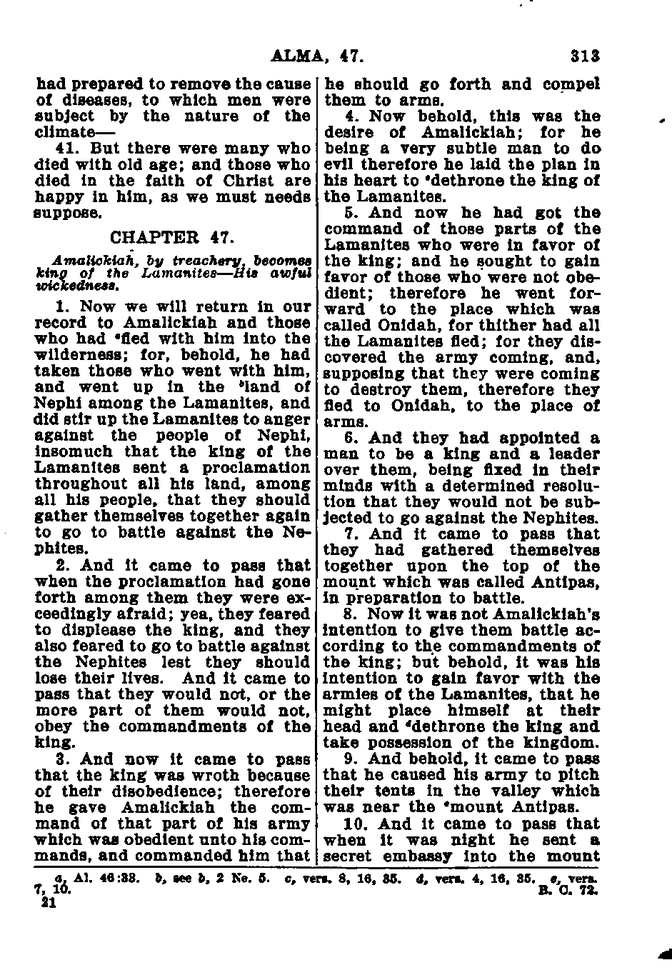 ALMA, 47. 313
had prepared to remove the cause
of diseases, to which men were
subject by the nature of the
climate—
41. But there were many who
died with old age; and those who
died in the faith of Christ are
happy in him, as we must needs
suppose.
CHAPTER 47.
Amalickiah, by treachery, becomes
king of the Lamanites—His awful
wickedness.
1. Now we will return in our
record to Amalickiah and those
who had ᵃfled with him into the
wilderness; for, behold, he had
taken those who went with him,
and went up in the ᵇland of
Nephi among the Lamanites, and
did stir up the Lamanites to anger
against the people of Nephi,
insomuch that the king of the
Lamanites sent a proclamation
throughout all his land, among
all his people, that they should
gather themselves together again
to go to battle against the Ne-
phites.
2. And it came to pass that
when the proclamation had gone
forth among them they were ex-
ceedingly afraid; yea, they feared
to displease the king, and they
also feared to go to battle against
the Nephites lest they should
lose their lives. And it came to
pass that they would not, or the
more part of them would not,
obey the commandments of the
king.
3. And now it came to pass
that the king was wroth because
of their disobedience; therefore
he gave Amalickiah the com-
mand of that part of his army
which was obedient unto his com-
mands, and commanded him that
he should go forth and compel
them to arms.
4. Now behold, this was the
desire of Amalickiah; for he
being a very subtle man to do
evil therefore he laid the plan in
his heart to ᶜdethrone the king of
the Lamanites.
5. And now he had got the
command of those parts of the
Lamanites who were in favor of
the king; and he sought to gain
favor of those who were not obe-
dient; therefore he went for-
ward to the place which was
called Onidah, for thither had all
the Lamanites fled; for they dis-
covered the army coming, and,
supposing that they were coming
to destroy them, therefore they
fled to Onidah, to the place of
arms.
6. And they had appointed a
man to be a king and a leader
over them, being fixed in their
minds with a determined resolu-
tion that they would not be sub-
jected to go against the Nephites.
7. And it came to pass that
they had gathered themselves
together upon the top of the
mount which was called Antipas,
in preparation to battle.
8. Now it was not Amalickiah's
intention to give them battle ac-
cording to the commandments of
the king; but behold, it was his
intention to gain favor with the
armies of the Lamanites, that he
might place himself at their
head and ᵈdethrone the king and
take possession of the kingdom.
9. And behold, it came to pass
that he caused his army to pitch
their tents in the valley which
was near the ᵉmount Antipas.
10. And it came to pass that
when it was night he sent a
secret embassy into the mount
a, Al. 46:33. b, see b, 2 Ne. 5. c, vers. 8, 16, 35. d, vers. 4, 16, 35. e, vers.
7, 10. B. C. 72.
21